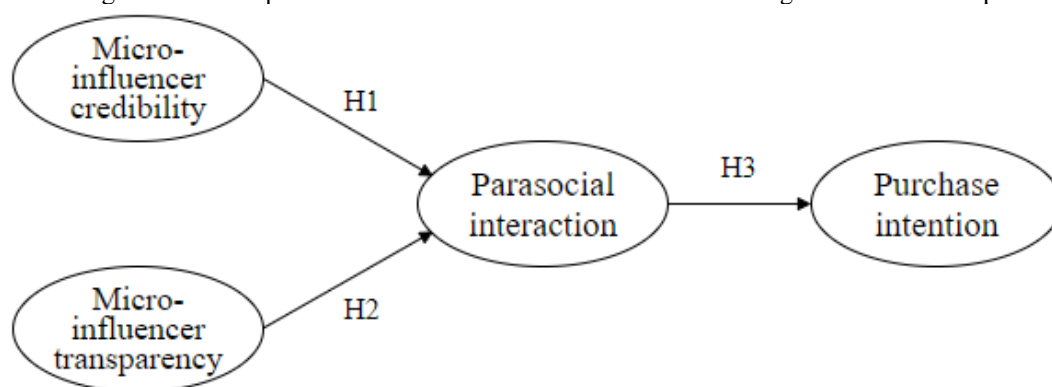 Micro-
influencer
credibility
H1
Parasocial
interaction
H3
Purchase
intention
H2
Micro-
influencer
transparency